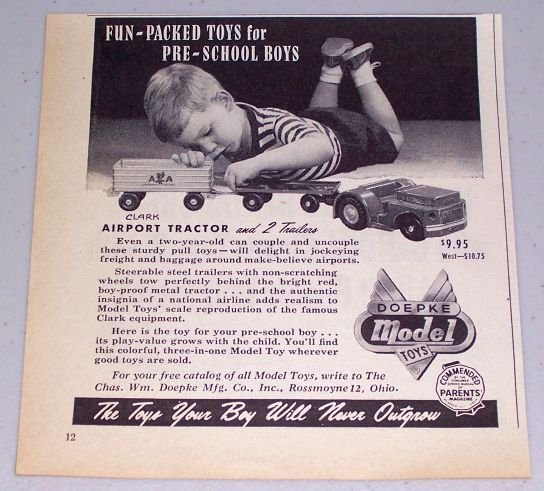 FUN-PACKED TOYS for
PRE-SCHOOL BOYS
AA
CLARK
AIRPORT TRACTOR and 2 Trailers
Even a two-year-old can couple and uncouple
these sturdy pull toys—will delight in jockeying
freight and baggage around make-believe airports.
Steerable steel trailers with non-scratching
wheels tow perfectly behind the bright red,
boy-proof metal tractor . . . and the authentic
insignia of a national airline adds realism to
Model Toys' scale reproduction of the famous
Clark equipment.
Here is the toy for your pre-school boy . . .
its play-value grows with the child. You'll find
this colorful, three-in-one Model Toy wherever
good toys are sold.
$9.95
West—$10.75
DOEPKE
Model
TOYS
®
For your free catalog of all Model Toys, write to The
Chas. Wm. Doepke Mfg. Co., Inc., Rossmoyne 12, Ohio.
COMMENDED
BY THE
CONSUMER
SERVICE BUREAU
OF
PARENTS'
MAGAZINE
The Toys Your Boy Will Never Outgrow
12